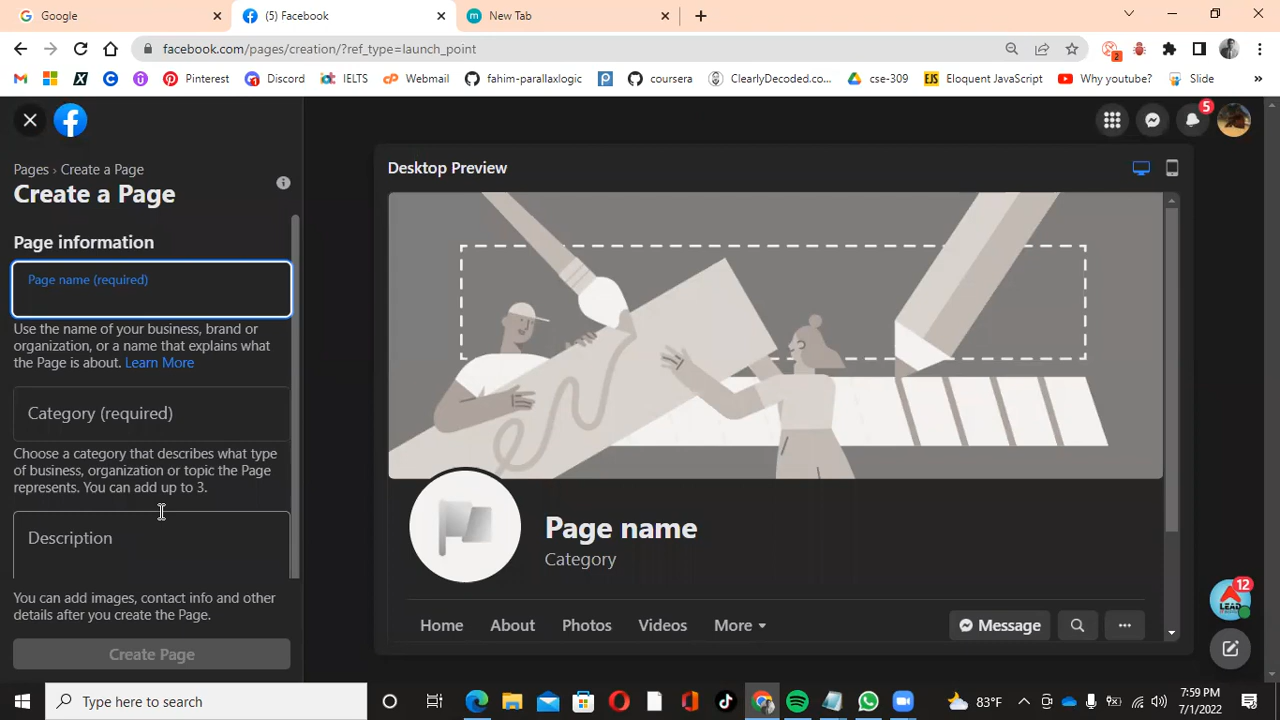 Google
(5) Facebook
New Tab
facebook.com/pages/creation/?ref_type=launch_point
2
Pinterest
Discord
IELTS
Webmail
fahim-parallaxlogic
coursera
ClearlyDecoded.co...
cse-309
EJS Eloquent JavaScript
Why youtube?
Slide
»
5
Pages › Create a Page
Create a Page
Page information
Page name (required)
Use the name of your business, brand or
organization, or a name that explains what
the Page is about. Learn More
Category (required)
Choose a category that describes what type
of business, organization or topic the Page
represents. You can add up to 3.
Description
You can add images, contact info and other
details after you create the Page.
Create Page
Desktop Preview
Page name
Category
Home
About
Photos
Videos
More
Message
12
LEAD
Type here to search
83°F
7:59 PM
7/1/2022